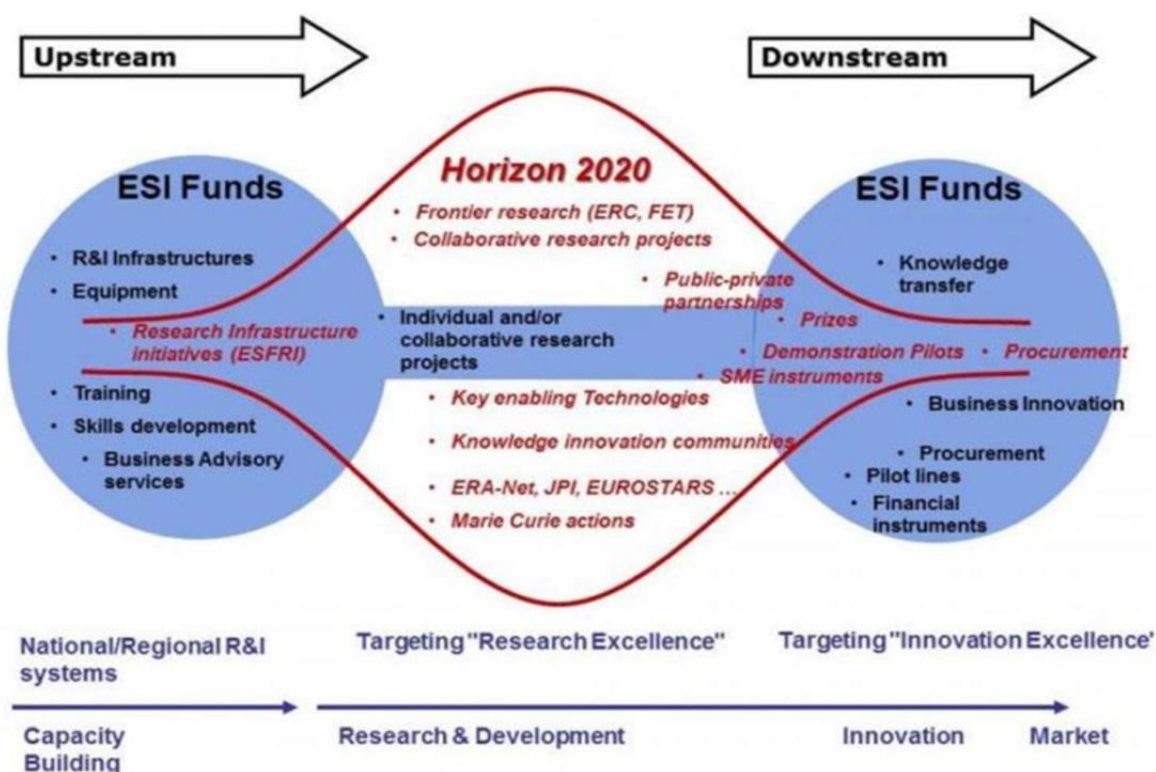 Upstream
Downstream
ESI Funds
• R&I Infrastructures
• Equipment
• Research Infrastructure
initiatives (ESFRI)
• Training
• Skills development
• Business Advisory
services
Horizon 2020
• Frontier research (ERC, FET)
• Collaborative research projects
• Public-private
partnerships
• Individual and/or
collaborative research
projects
• Prizes
• Demonstration Pilots • Procurement
• SME instruments
• Key enabling Technologies
• Knowledge innovation communities
• ERA-Net, JPI, EUROSTARS ...
• Marie Curie actions
ESI Funds
• Knowledge
transfer
• Business Innovation
• Procurement
• Pilot lines
• Financial
instruments
National/Regional R&I
systems
Targeting "Research Excellence"
Targeting "Innovation Excellence'
Capacity
Building
Research & Development
Innovation
Market